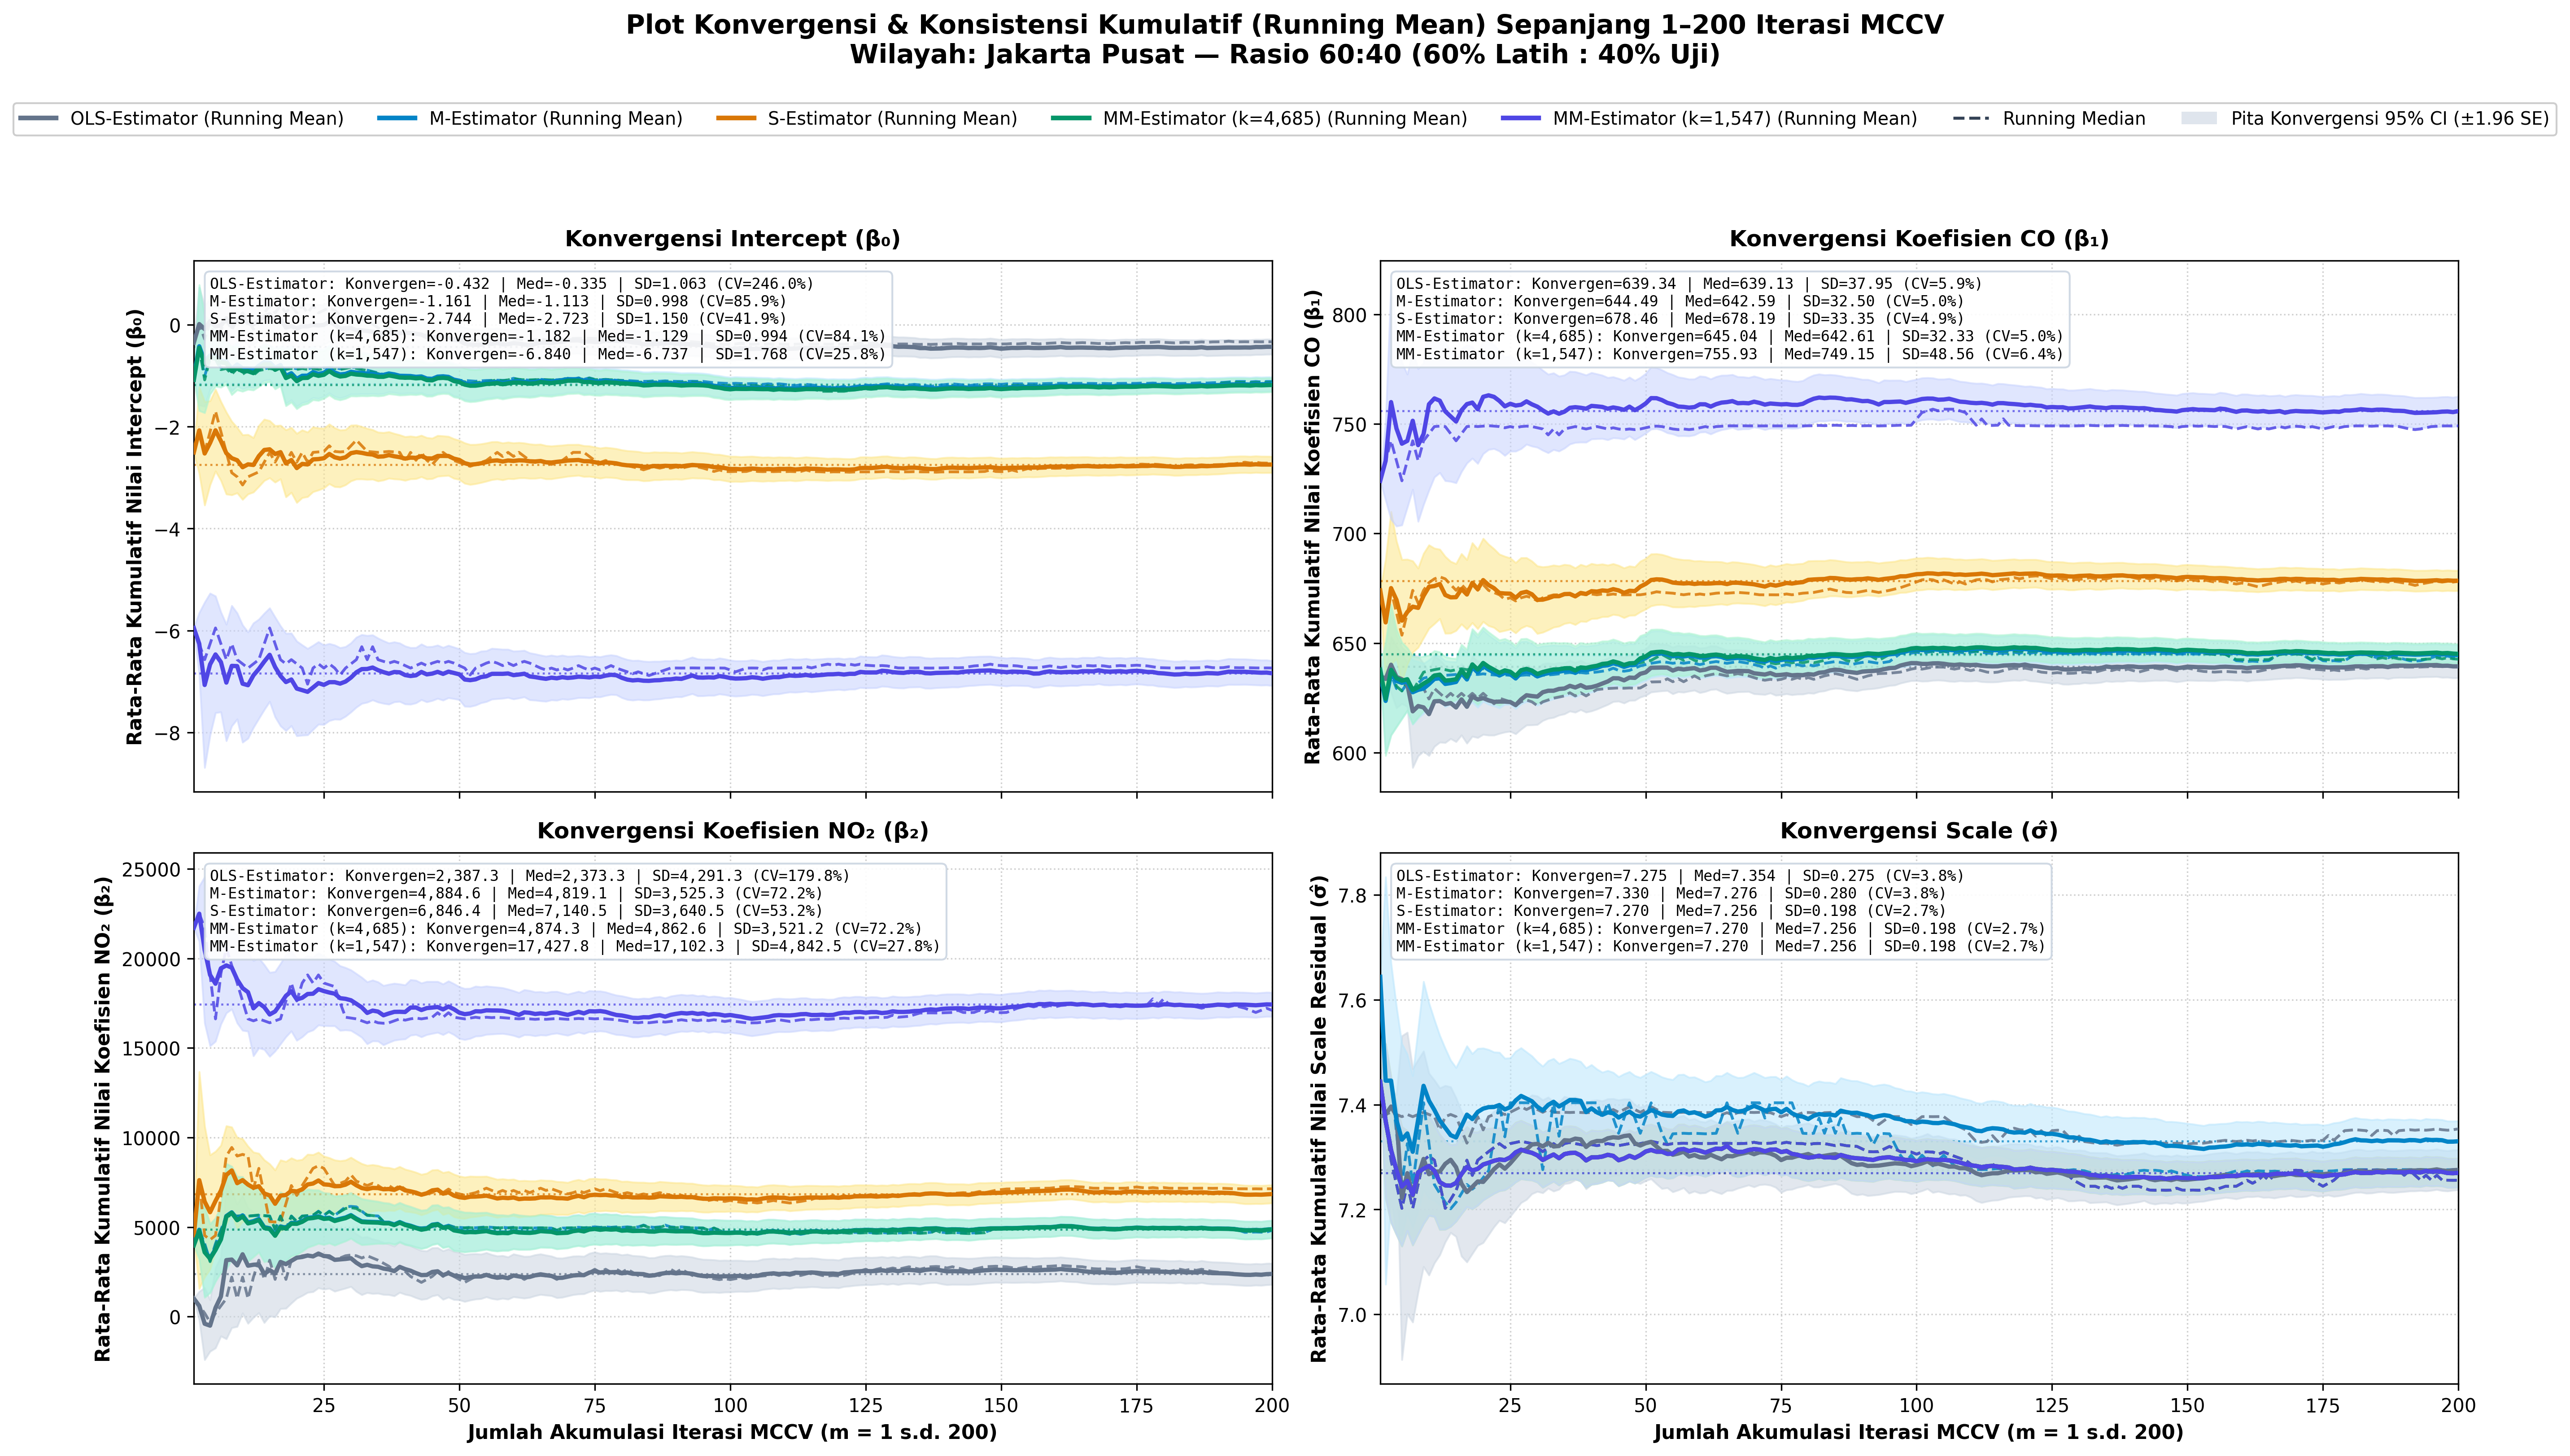 Plot Konvergensi & Konsistensi Kumulatif (Running Mean) Sepanjang 1–200 Iterasi MCCV
Wilayah: Jakarta Pusat — Rasio 60:40 (60% Latih : 40% Uji)
OLS-Estimator (Running Mean)
M-Estimator (Running Mean)
S-Estimator (Running Mean)
MM-Estimator (k=4,685) (Running Mean)
MM-Estimator (k=1,547) (Running Mean)
Running Median
Pita Konvergensi 95% CI (±1.96 SE)
Konvergensi Intercept (β₀)
Rata-Rata Kumulatif Nilai Intercept (β₀)
0
−2
−4
−6
−8
OLS-Estimator: Konvergen=-0.432 | Med=-0.335 | SD=1.063 (CV=246.0%)
M-Estimator: Konvergen=-1.161 | Med=-1.113 | SD=0.998 (CV=85.9%)
S-Estimator: Konvergen=-2.744 | Med=-2.723 | SD=1.150 (CV=41.9%)
MM-Estimator (k=4,685): Konvergen=-1.182 | Med=-1.129 | SD=0.994 (CV=84.1%)
MM-Estimator (k=1,547): Konvergen=-6.840 | Med=-6.737 | SD=1.768 (CV=25.8%)
Konvergensi Koefisien CO (β₁)
Rata-Rata Kumulatif Nilai Koefisien CO (β₁)
800
750
700
650
600
OLS-Estimator: Konvergen=639.34 | Med=639.13 | SD=37.95 (CV=5.9%)
M-Estimator: Konvergen=644.49 | Med=642.59 | SD=32.50 (CV=5.0%)
S-Estimator: Konvergen=678.46 | Med=678.19 | SD=33.35 (CV=4.9%)
MM-Estimator (k=4,685): Konvergen=645.04 | Med=642.61 | SD=32.33 (CV=5.0%)
MM-Estimator (k=1,547): Konvergen=755.93 | Med=749.15 | SD=48.56 (CV=6.4%)
Konvergensi Koefisien NO₂ (β₂)
Rata-Rata Kumulatif Nilai Koefisien NO₂ (β₂)
25000
20000
15000
10000
5000
0
OLS-Estimator: Konvergen=2,387.3 | Med=2,373.3 | SD=4,291.3 (CV=179.8%)
M-Estimator: Konvergen=4,884.6 | Med=4,819.1 | SD=3,525.3 (CV=72.2%)
S-Estimator: Konvergen=6,846.4 | Med=7,140.5 | SD=3,640.5 (CV=53.2%)
MM-Estimator (k=4,685): Konvergen=4,874.3 | Med=4,862.6 | SD=3,521.2 (CV=72.2%)
MM-Estimator (k=1,547): Konvergen=17,427.8 | Med=17,102.3 | SD=4,842.5 (CV=27.8%)
25 50 75 100 125 150 175 200
Jumlah Akumulasi Iterasi MCCV (m = 1 s.d. 200)
Konvergensi Scale (σ̂)
Rata-Rata Kumulatif Nilai Scale Residual (σ̂)
7.8
7.6
7.4
7.2
7.0
OLS-Estimator: Konvergen=7.275 | Med=7.354 | SD=0.275 (CV=3.8%)
M-Estimator: Konvergen=7.330 | Med=7.276 | SD=0.280 (CV=3.8%)
S-Estimator: Konvergen=7.270 | Med=7.256 | SD=0.198 (CV=2.7%)
MM-Estimator (k=4,685): Konvergen=7.270 | Med=7.256 | SD=0.198 (CV=2.7%)
MM-Estimator (k=1,547): Konvergen=7.270 | Med=7.256 | SD=0.198 (CV=2.7%)
25 50 75 100 125 150 175 200
Jumlah Akumulasi Iterasi MCCV (m = 1 s.d. 200)